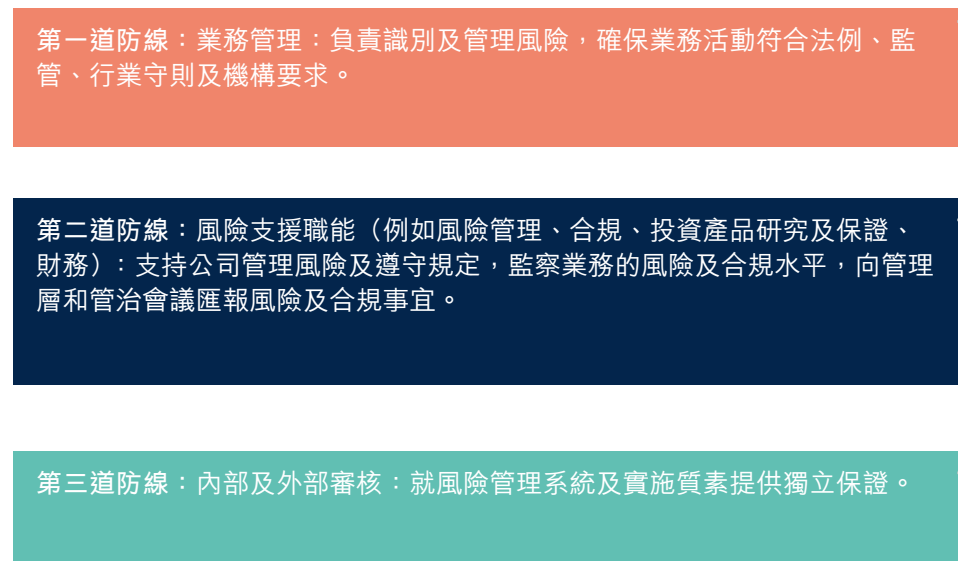 第一道防線：業務管理：負責識別及管理風險，確保業務活動符合法例、監
管、行業守則及機構要求。
第二道防線：風險支援職能（例如風險管理、合規、投資產品研究及保證、
財務）：支持公司管理風險及遵守規定，監察業務的風險及合規水平，向管理
層和管治會議匯報風險及合規事宜。
第三道防線：內部及外部審核：就風險管理系統及實施質素提供獨立保證。